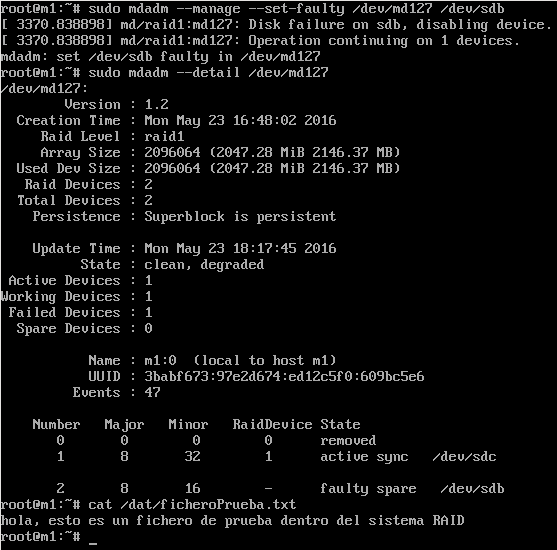 root@m1:~# sudo mdadm --manage --set-faulty /dev/md127 /dev/sdb
[ 3370.838898] md/raid1:md127: Disk failure on sdb, disabling device.
[ 3370.838898] md/raid1:md127: Operation continuing on 1 devices.
mdadm: set /dev/sdb faulty in /dev/md127
root@m1:~# sudo mdadm --detail /dev/md127
/dev/md127:
Version : 1.2
Creation Time : Mon May 23 16:48:02 2016
Raid Level : raid1
Array Size : 2096064 (2047.28 MiB 2146.37 MB)
Used Dev Size : 2096064 (2047.28 MiB 2146.37 MB)
Raid Devices : 2
Total Devices : 2
Persistence : Superblock is persistent
Update Time : Mon May 23 18:17:45 2016
State : clean, degraded
Active Devices : 1
Working Devices : 1
Failed Devices : 1
Spare Devices : 0
Name : m1:0  (local to host m1)
UUID : 3babf673:97e2d674:ed12c5f0:609bc5e6
Events : 47
Number   Major   Minor   RaidDevice State
0       0        0        0      removed
1       8       32        1      active sync   /dev/sdc
2       8       16        -      faulty spare   /dev/sdb
root@m1:~# cat /dat/ficheroPrueba.txt
hola, esto es un fichero de prueba dentro del sistema RAID
root@m1:~# _